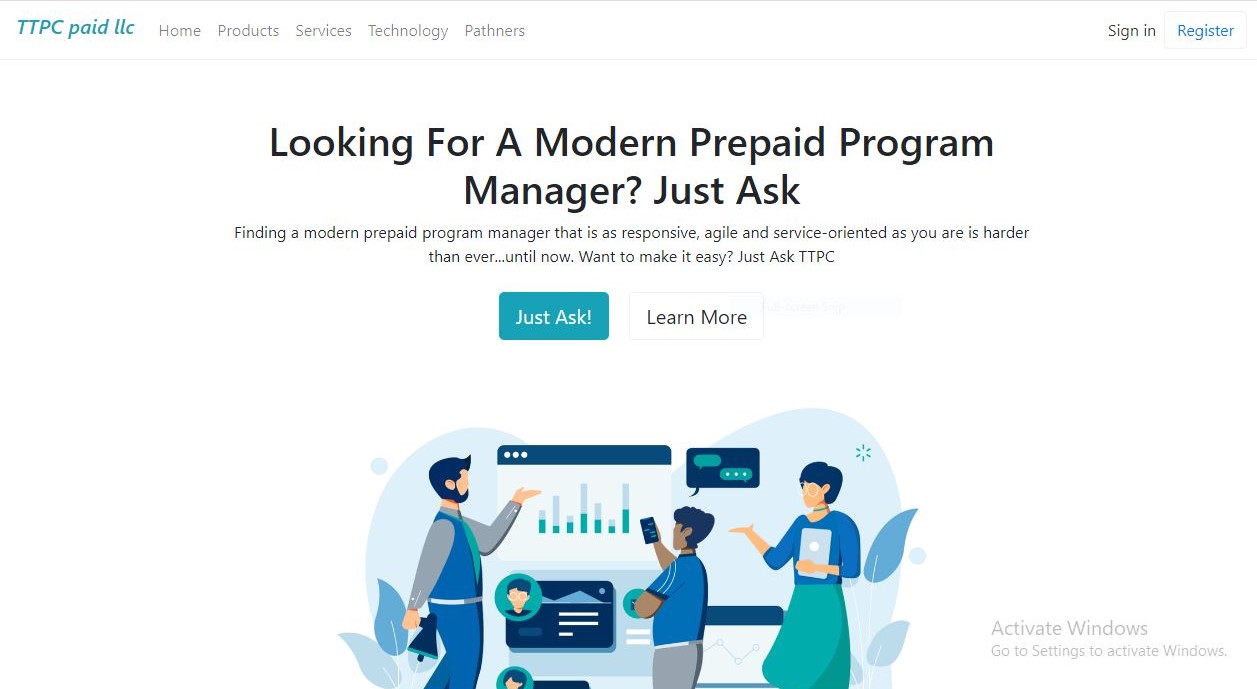 TTPC paid llc
Home Products Services Technology Pathners
Sign in Register
Looking For A Modern Prepaid Program
Manager? Just Ask
Finding a modern prepaid program manager that is as responsive, agile and service-oriented as you are is harder
than ever...until now. Want to make it easy? Just Ask TTPC
Just Ask! Learn More
Activate Windows
Go to Settings to activate Windows.